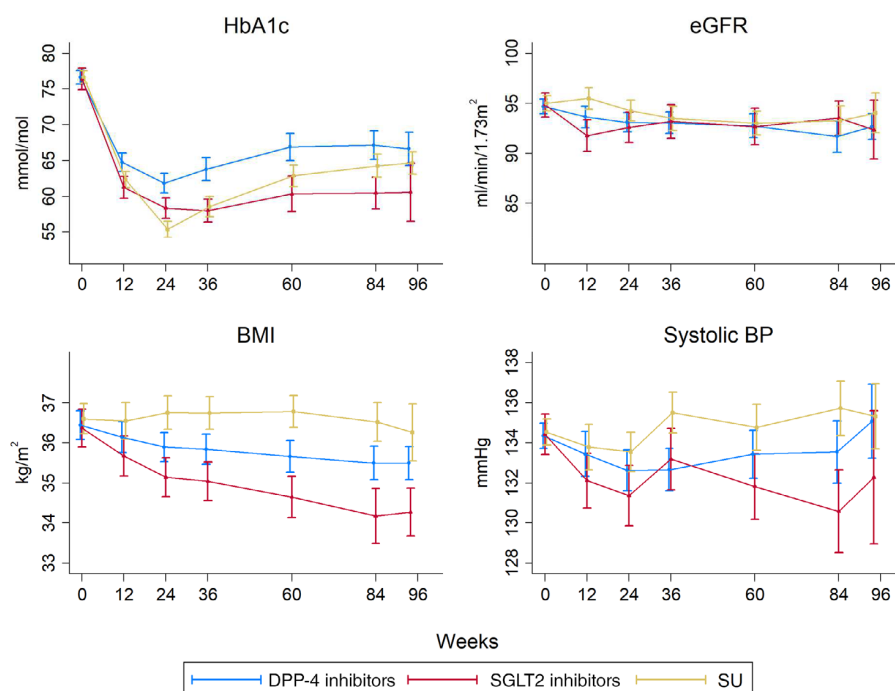 HbA1c
mmol/mol
80
75
70
65
60
55
0 12 24 36 60 84 96
eGFR
ml/min/1.73m²
100
95
90
85
0 12 24 36 60 84 96
BMI
kg/m²
37
36
35
34
33
0 12 24 36 60 84 96
Systolic BP
mmHg
138
136
134
132
130
128
0 12 24 36 60 84 96
Weeks
DPP-4 inhibitors SGLT2 inhibitors SU